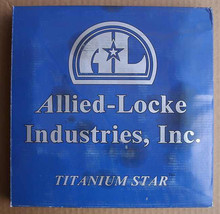 AL
Allied-Locke
Industries, Inc.
TITANIUM STAR